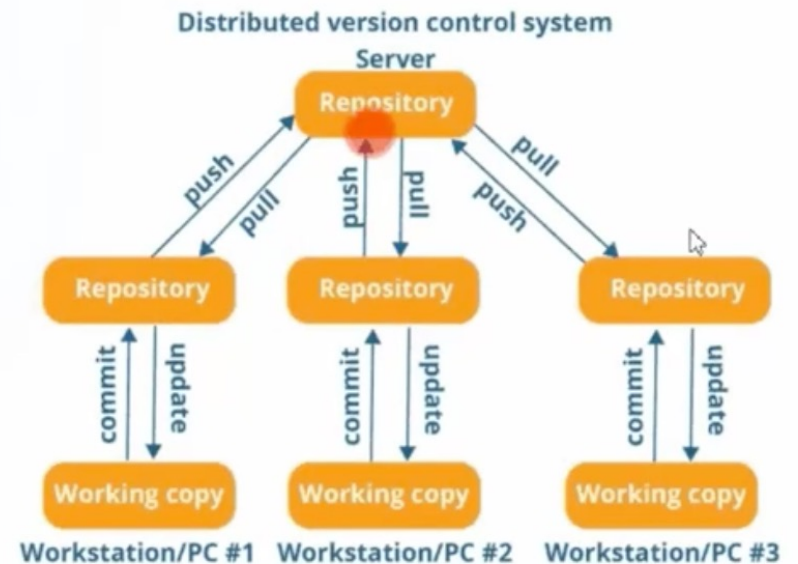 Distributed version control system
Server
Repository
push
pull
push
pull
push
pull
Repository
Repository
Repository
commit
update
commit
update
commit
update
Working copy
Working copy
Working copy
Workstation/PC #1
Workstation/PC #2
Workstation/PC #3